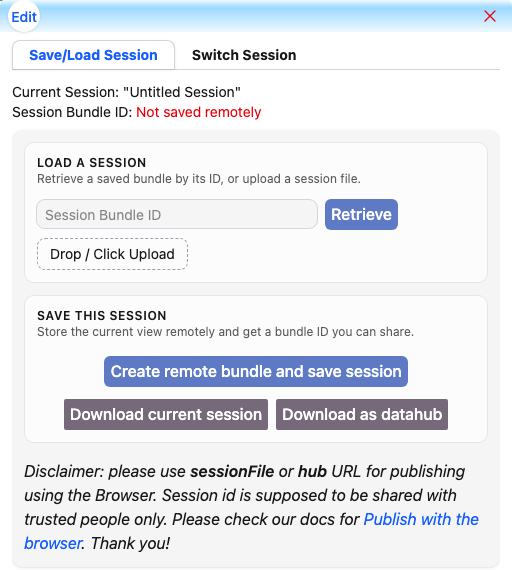 Edit
Save/Load Session
Switch Session
Current Session: "Untitled Session"
Session Bundle ID: Not saved remotely
LOAD A SESSION
Retrieve a saved bundle by its ID, or upload a session file.
Session Bundle ID
Retrieve
Drop / Click Upload
SAVE THIS SESSION
Store the current view remotely and get a bundle ID you can share.
Create remote bundle and save session
Download current session
Download as datahub
Disclaimer: please use sessionFile or hub URL for publishing
using the Browser. Session id is supposed to be shared with
trusted people only. Please check our docs for Publish with the
browser. Thank you!